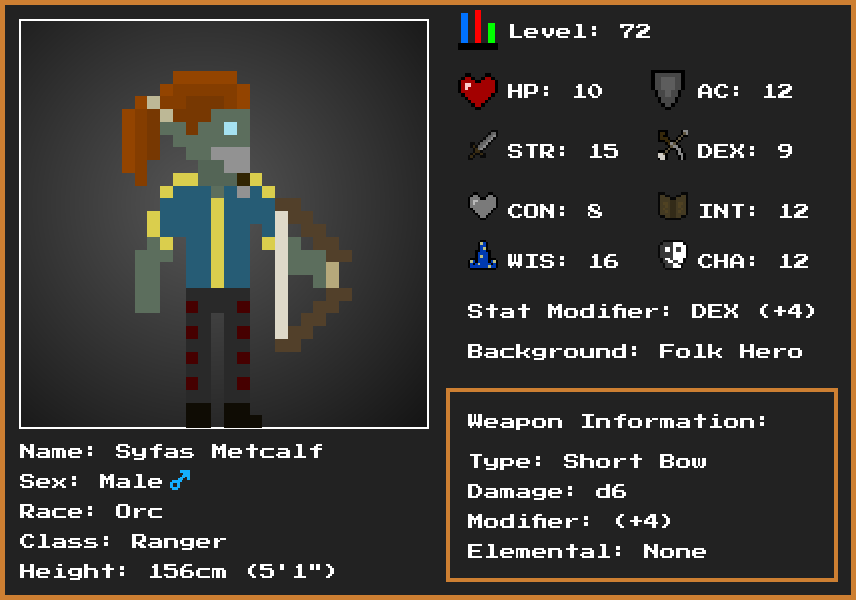 Level: 72
HP: 10
AC: 12
STR: 15
DEX: 9
CON: 8
INT: 12
WIS: 16
CHA: 12
Stat Modifier: DEX (+4)
Background: Folk Hero
Weapon Information:
Type: Short Bow
Damage: d6
Modifier: (+4)
Elemental: None
Name: Syfas Metcalf
Sex: Male♂
Race: Orc
Class: Ranger
Height: 156cm (5'1")